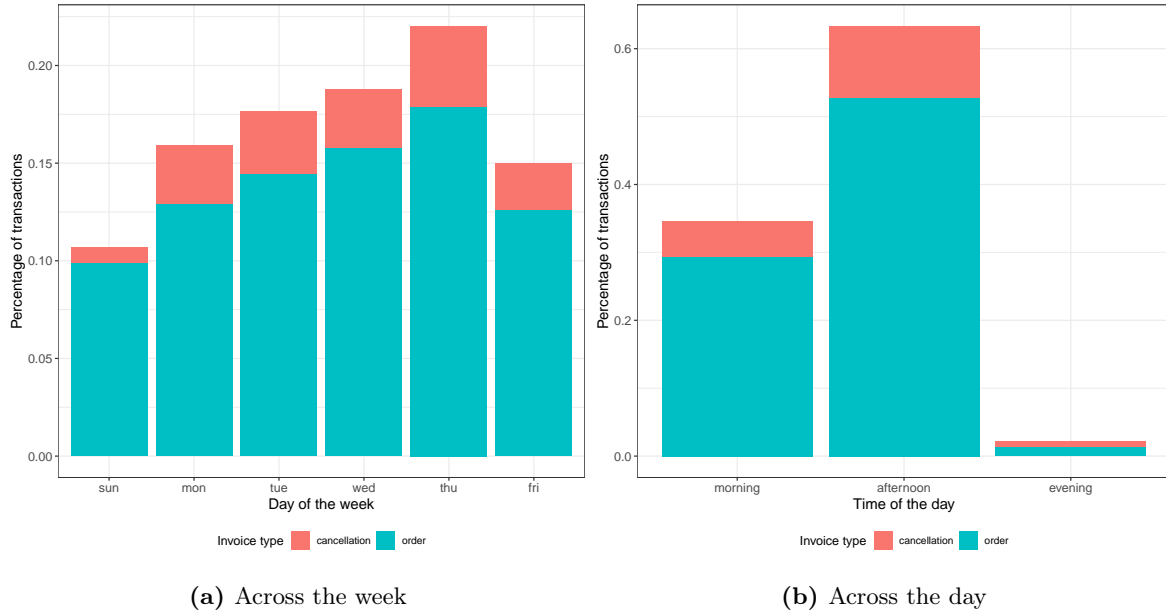 Percentage of transactions
0.20
0.15
0.10
0.05
0.00
sun mon tue wed thu fri
Day of the week
Invoice type cancellation order
(a) Across the week
Percentage of transactions
0.6
0.4
0.2
0.0
morning afternoon evening
Time of the day
Invoice type cancellation order
(b) Across the day